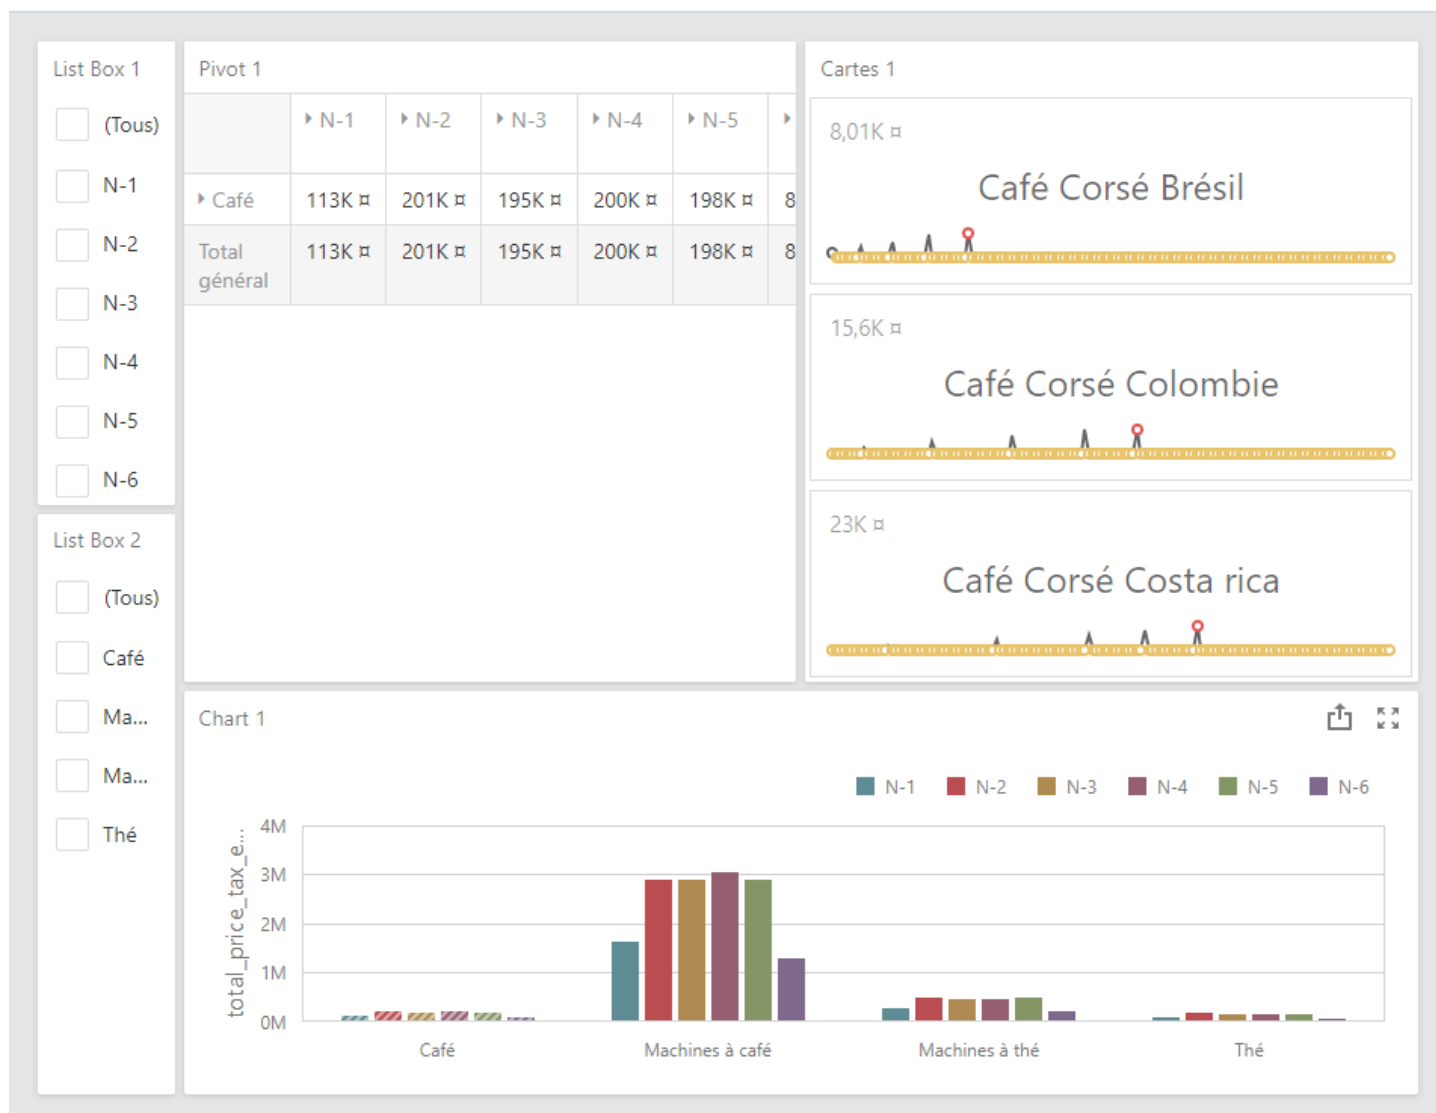 List Box 1
(Tous)
N-1
N-2
N-3
N-4
N-5
N-6
List Box 2
(Tous)
Café
Ma...
Ma...
Thé
Pivot 1
N-1 N-2 N-3 N-4 N-5
Café 113K ¤ 201K ¤ 195K ¤ 200K ¤ 198K ¤ 8
Total général 113K ¤ 201K ¤ 195K ¤ 200K ¤ 198K ¤ 8
Cartes 1
8,01K ¤
Café Corsé Brésil
15,6K ¤
Café Corsé Colombie
23K ¤
Café Corsé Costa rica
Chart 1
N-1 N-2 N-3 N-4 N-5 N-6
total_price_tax_e...
4M
3M
2M
1M
0M
Café Machines à café Machines à thé Thé